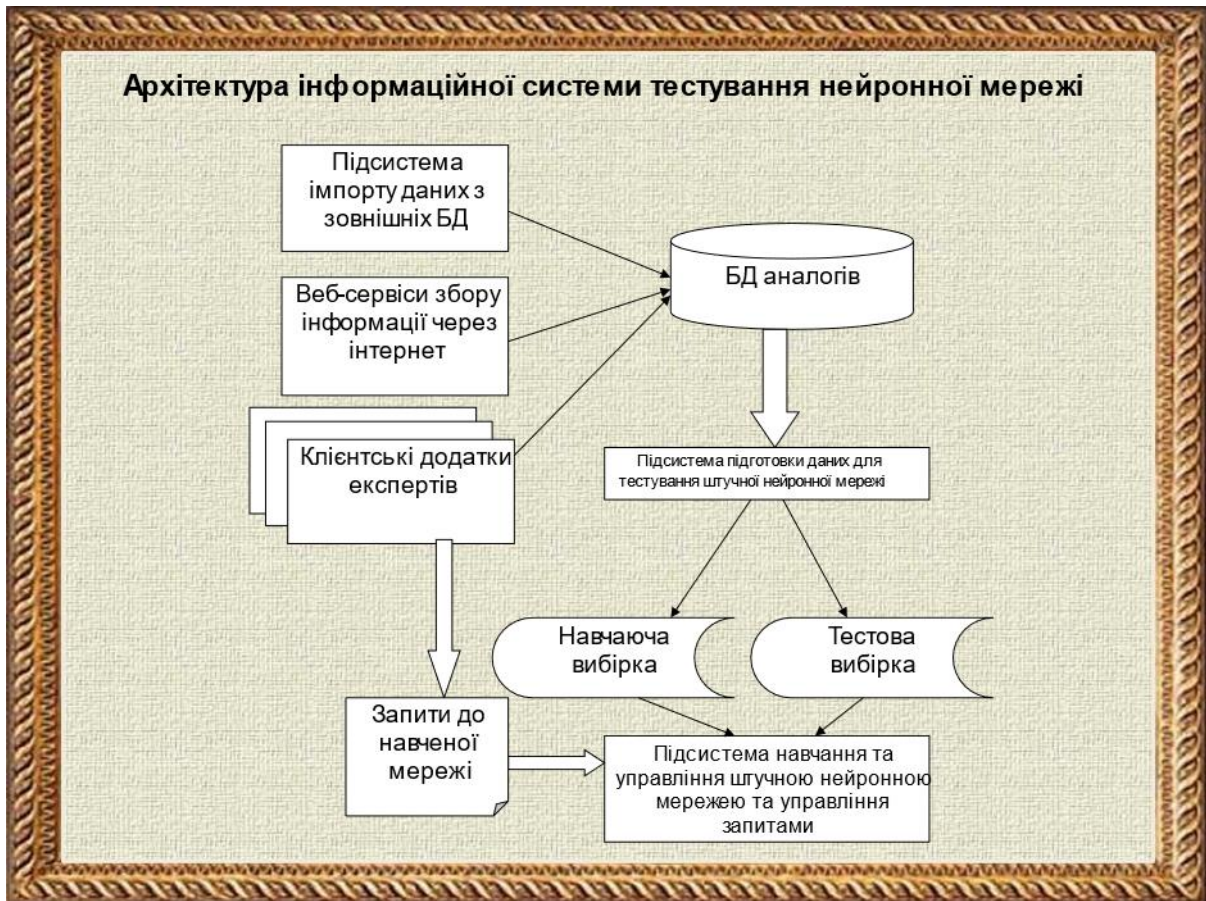 Архітектура інформаційної системи тестування нейронної мережі
Підсистема
імпорту даних з
зовнішніх БД
БД аналогів
Веб-сервіси збору
інформації через
інтернет
Клієнтські додатки
експертів
Підсистема підготовки даних для
тестування штучної нейронної мережі
Навчаюча
вибірка
Тестова
вибірка
Запити до
навченої
мережі
Підсистема навчання та
управління штучною нейронною
мережею та управління
запитами